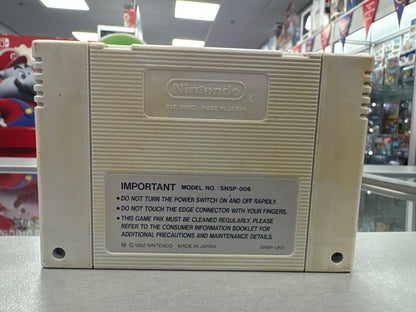 Nintendo
PAT. PEND. MADE IN JAPAN
IMPORTANT MODEL NO.: SNSP-006
• DO NOT TURN THE POWER SWITCH ON AND OFF RAPIDLY.
• DO NOT TOUCH THE EDGE CONNECTOR WITH YOUR FINGERS.
• THIS GAME PAK MUST BE CLEANED REGULARLY. PLEASE
REFER TO THE CONSUMER INFORMATION BOOKLET FOR
ADDITIONAL PRECAUTIONS AND MAINTENANCE DETAILS.
© 1992 NINTENDO MADE IN JAPAN SNSP-UKV